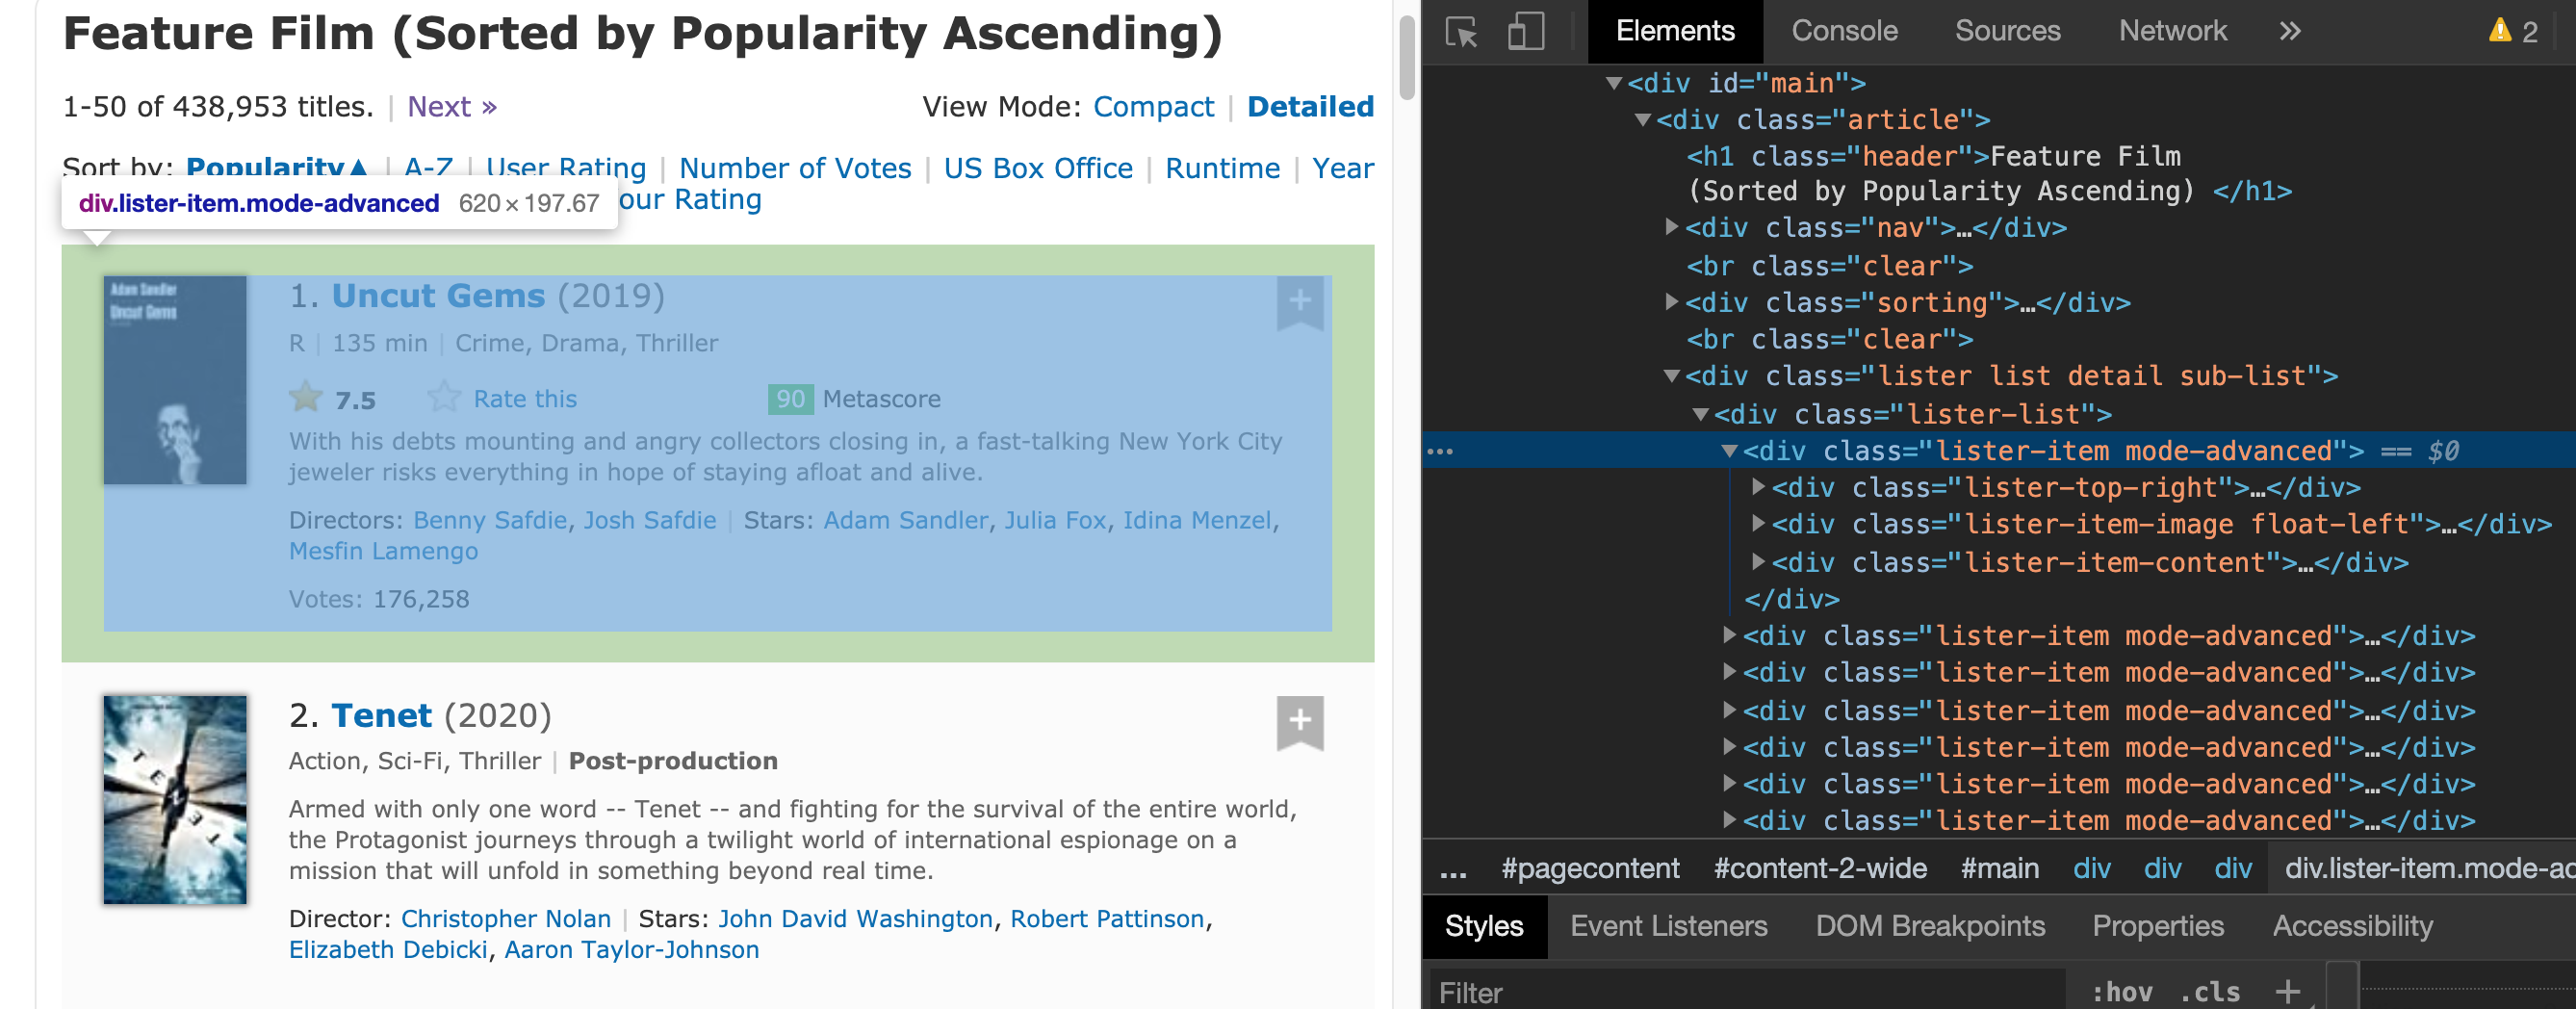 Feature Film (Sorted by Popularity Ascending)
1-50 of 438,953 titles. | Next »
View Mode: Compact | Detailed
Sort by: Popularity▲ | A-Z | User Rating | Number of Votes | US Box Office | Runtime | Year
our Rating
div.lister-item.mode-advanced 620×197.67
Adam Sandler
Uncut Gems
1. Uncut Gems (2019)
R | 135 min | Crime, Drama, Thriller
7.5 Rate this 90 Metascore
With his debts mounting and angry collectors closing in, a fast-talking New York City
jeweler risks everything in hope of staying afloat and alive.
Directors: Benny Safdie, Josh Safdie | Stars: Adam Sandler, Julia Fox, Idina Menzel,
Mesfin Lamengo
Votes: 176,258
TENET
2. Tenet (2020)
Action, Sci-Fi, Thriller | Post-production
Armed with only one word -- Tenet -- and fighting for the survival of the entire world,
the Protagonist journeys through a twilight world of international espionage on a
mission that will unfold in something beyond real time.
Director: Christopher Nolan | Stars: John David Washington, Robert Pattinson,
Elizabeth Debicki, Aaron Taylor-Johnson
Elements Console Sources Network » 2
▼<div id="main">
▼<div class="article">
<h1 class="header">Feature Film
(Sorted by Popularity Ascending) </h1>
▶<div class="nav">…</div>
<br class="clear">
▶<div class="sorting">…</div>
<br class="clear">
▼<div class="lister list detail sub-list">
▼<div class="lister-list">
… ▼<div class="lister-item mode-advanced"> == $0
▶<div class="lister-top-right">…</div>
▶<div class="lister-item-image float-left">…</div>
▶<div class="lister-item-content">…</div>
</div>
▶<div class="lister-item mode-advanced">…</div>
▶<div class="lister-item mode-advanced">…</div>
▶<div class="lister-item mode-advanced">…</div>
▶<div class="lister-item mode-advanced">…</div>
▶<div class="lister-item mode-advanced">…</div>
▶<div class="lister-item mode-advanced">…</div>
... #pagecontent #content-2-wide #main div div div div.lister-item.mode-ad
Styles Event Listeners DOM Breakpoints Properties Accessibility
Filter :hov .cls +